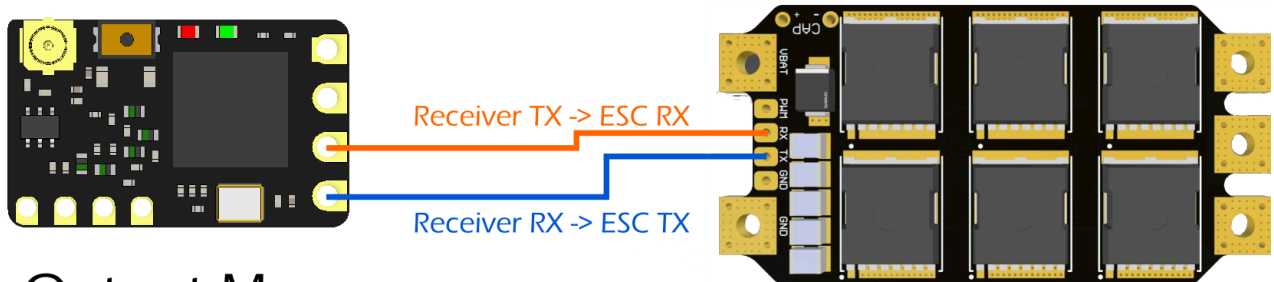 CAP
- +
VBAT
PWM
RX
TX
GND
GND
Receiver TX -> ESC RX
Receiver RX -> ESC TX